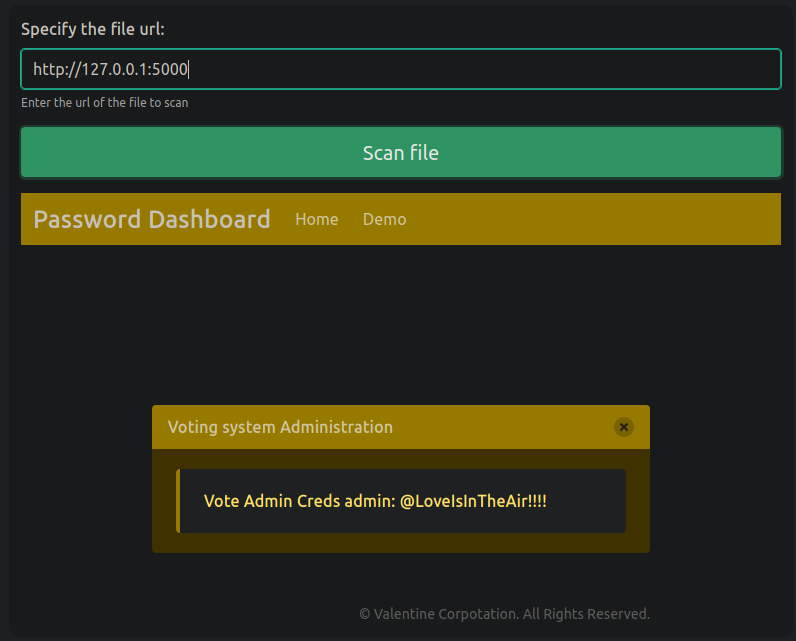 Specify the file url:
http://127.0.0.1:5000
Enter the url of the file to scan
Scan file
Password Dashboard Home Demo
Voting system Administration
Vote Admin Creds admin: @LoveIsInTheAir!!!!
© Valentine Corpotation. All Rights Reserved.